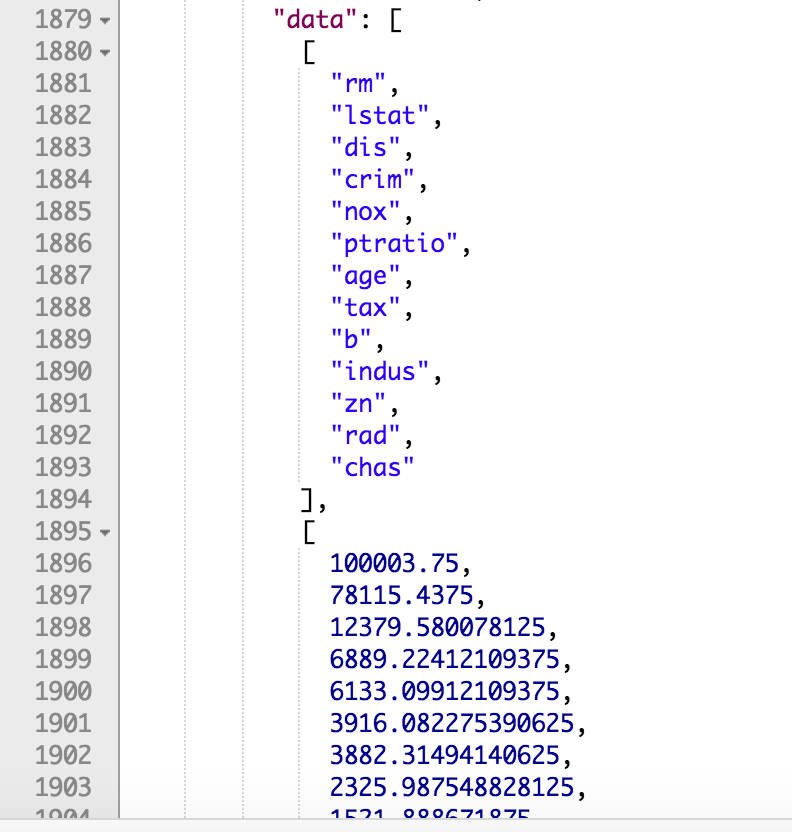 1879 "data": [
1880 [
1881 "rm",
1882 "lstat",
1883 "dis",
1884 "crim",
1885 "nox",
1886 "ptratio",
1887 "age",
1888 "tax",
1889 "b",
1890 "indus",
1891 "zn",
1892 "rad",
1893 "chas"
1894 ],
1895 [
1896 100003.75,
1897 78115.4375,
1898 12379.580078125,
1899 6889.22412109375,
1900 6133.09912109375,
1901 3916.082275390625,
1902 3882.31494140625,
1903 2325.987548828125,
1904